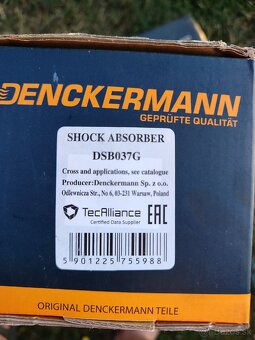 DENCKERMANN
GEPRÜFTE QUALITÄT
SHOCK ABSORBER
DSB037G
Cross and applications, see catalogue
Producer:Denckermann Sp. z o.o.
Odlewnicza Str., No 6, 03-231 Warsaw, Poland
TecAlliance
Certified Data Supplier
EAC
5 901225 755988
ORIGINAL DENCKERMANN TEILE